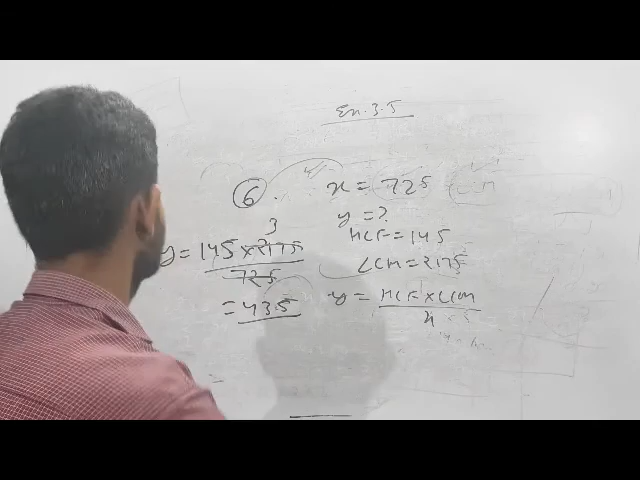 Ex. 3.5
6. x = 725
y = ?
HCF = 145
LCM = 2175
y = HCF x LCM
x
3
y = 145 x 2175
725
= 435